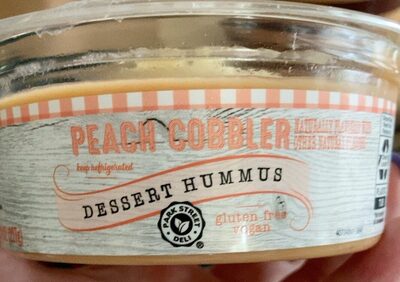 PEACH COBBLER
keep refrigerated
DESSERT HUMMUS
PARK STREET
DELI
gluten free
vegan